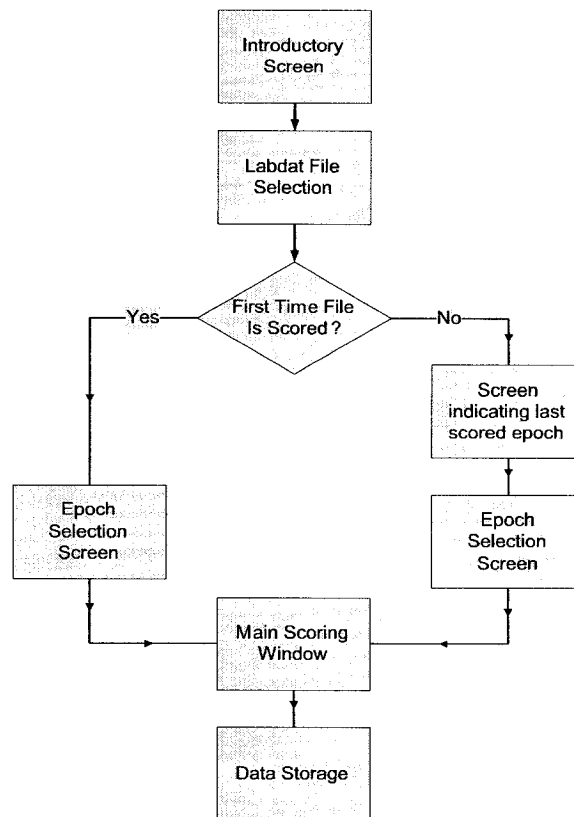 Introductory
Screen
Labdat File
Selection
First Time File
Is Scored?
Yes
No
Screen
indicating last
scored epoch
Epoch
Selection
Screen
Epoch
Selection
Screen
Main Scoring
Window
Data Storage